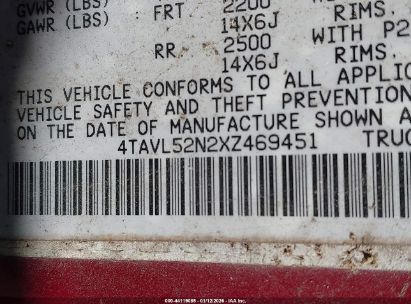 GVWR (LBS)
GAWR (LBS) FRT 2200
14X6J RIMS,
RR 2500 WITH P2
14X6J RIMS,
THIS VEHICLE CONFORMS TO ALL APPLIC
VEHICLE SAFETY AND THEFT PREVENTION
ON THE DATE OF MANUFACTURE SHOWN A
4TAVL52N2XZ469451 TRUC